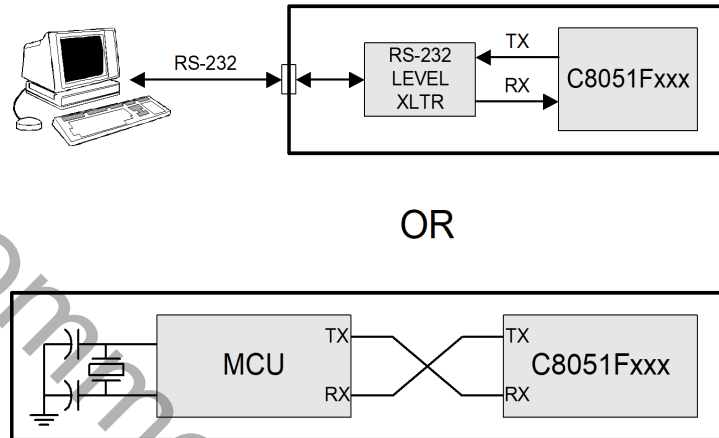 RS-232
RS-232
LEVEL
XLTR
TX
RX
C8051Fxxx
OR
MCU
TX
RX
TX
RX
C8051Fxxx